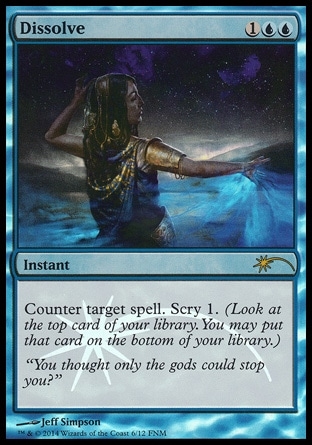 Dissolve 1
Instant
Counter target spell. Scry 1. (Look at
the top card of your library. You may put
that card on the bottom of your library.)
“You thought only the gods could stop
you?”
Jeff Simpson
™ & © 2014 Wizards of the Coast 6/12 FNM